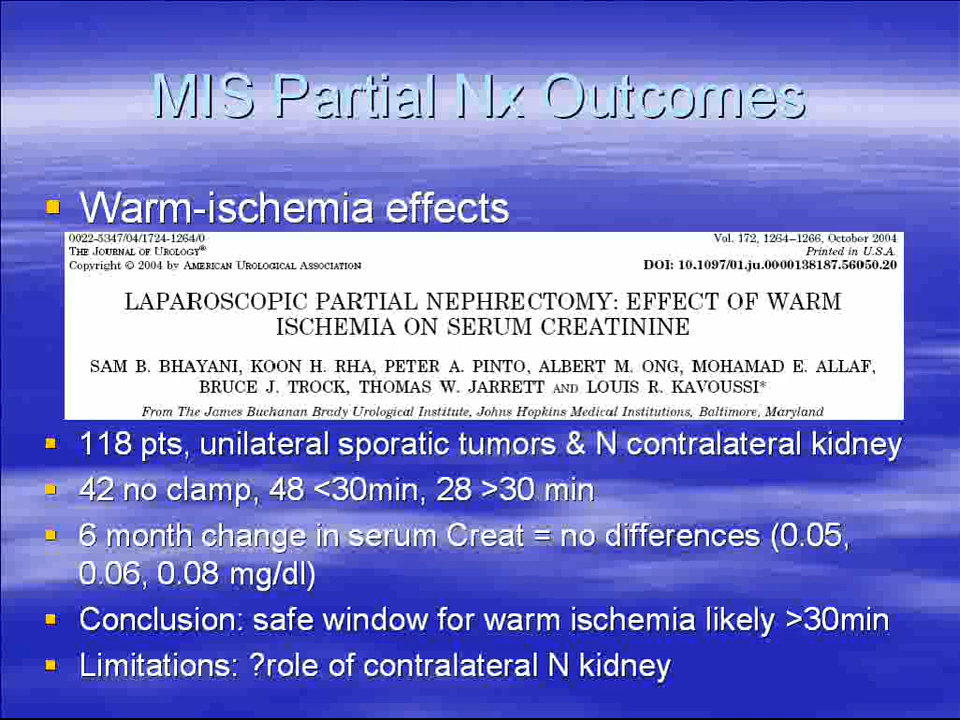 MIS Partial Nx Outcomes
Warm-ischemia effects
0022-5347/04/1724-1264/0
Vol. 172, 1264–1266, October 2004
THE JOURNAL OF UROLOGY®
Printed in U.S.A.
Copyright © 2004 by AMERICAN UROLOGICAL ASSOCIATION
DOI: 10.1097/01.ju.0000138187.56050.20
LAPAROSCOPIC PARTIAL NEPHRECTOMY: EFFECT OF WARM
ISCHEMIA ON SERUM CREATININE
SAM B. BHAYANI, KOON H. RHA, PETER A. PINTO, ALBERT M. ONG, MOHAMAD E. ALLAF,
BRUCE J. TROCK, THOMAS W. JARRETT AND LOUIS R. KAVOUSSI*
From The James Buchanan Brady Urological Institute, Johns Hopkins Medical Institutions, Baltimore, Maryland
118 pts, unilateral sporatic tumors & N contralateral kidney
42 no clamp, 48 <30min, 28 >30 min
6 month change in serum Creat = no differences (0.05,
0.06, 0.08 mg/dl)
Conclusion: safe window for warm ischemia likely >30min
Limitations: ?role of contralateral N kidney